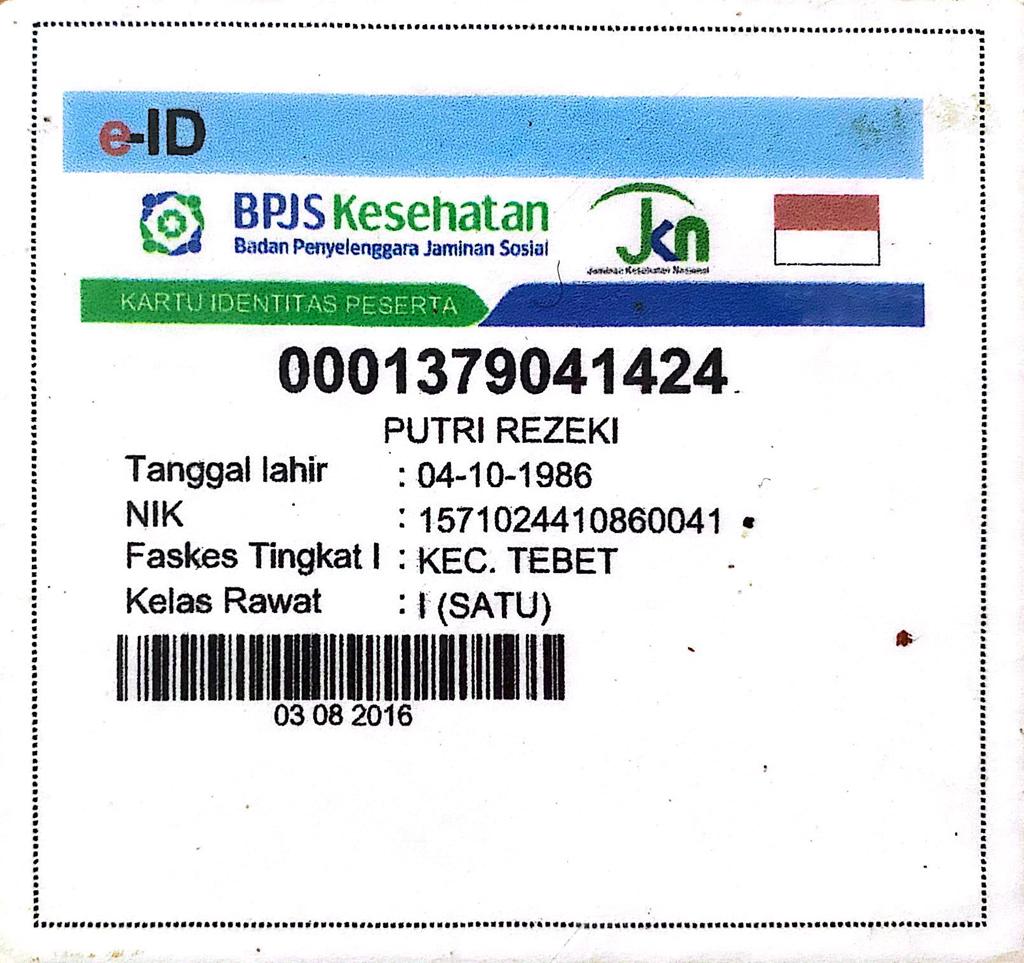 e-ID
BPJS Kesehatan
Badan Penyelenggara Jaminan Sosial
Jkn
Jaminan Kesehatan Nasional
KARTU IDENTITAS PESERTA
0001379041424
PUTRI REZEKI
Tanggal lahir : 04-10-1986
NIK : 1571024410860041
Faskes Tingkat I : KEC. TEBET
Kelas Rawat : I (SATU)
03 08 2016